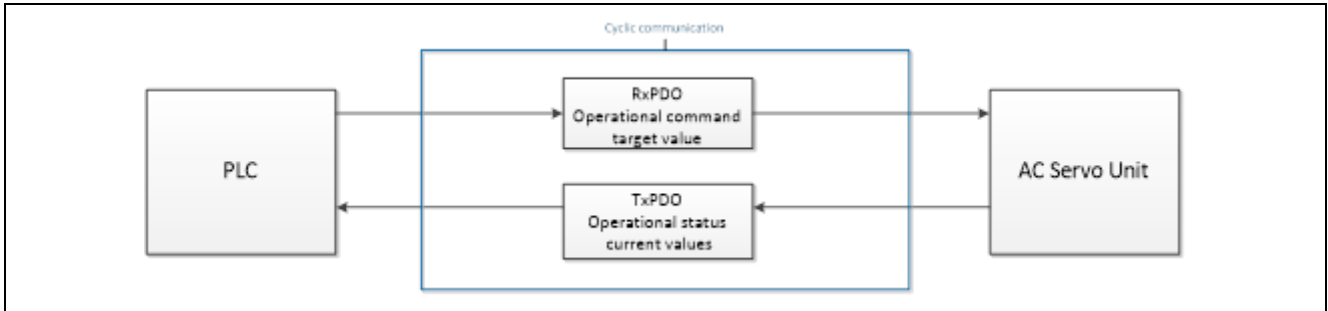 Cyclic communication
RxPDO
Operational command
target value
PLC
AC Servo Unit
TxPDO
Operational status
current values